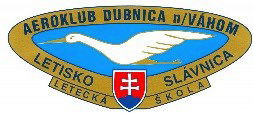 AEROKLUB DUBNICA n/VÁHOM
LETISKO SLÁVNICA
LETECKÁ ŠKOLA